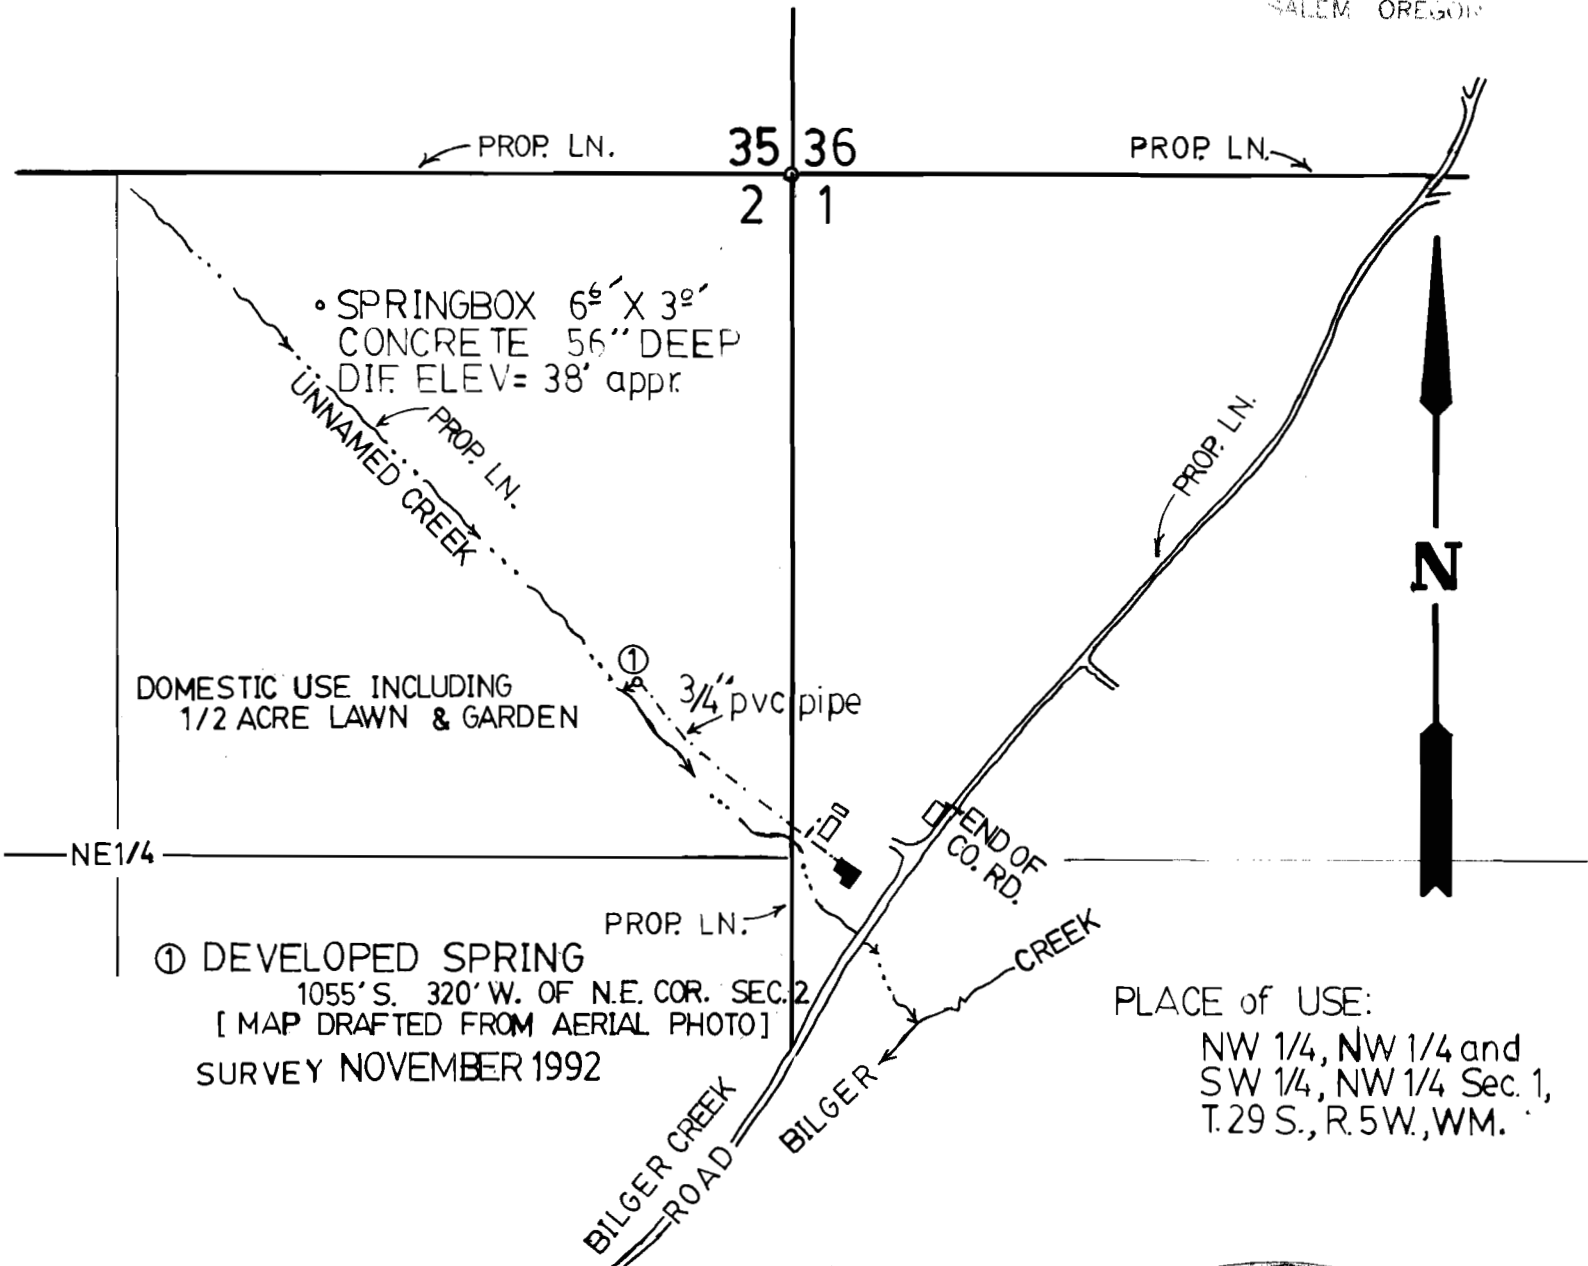 SALEM OREGON
PROP. LN.
35 36
PROP. LN.
2 1
SPRINGBOX 6⁶′ X 3⁰′
CONCRETE 56" DEEP
DIF. ELEV= 38' appr.
UNNAMED CREEK
PROP. LN.
PROP. LN.
N
1
3/4" pvc pipe
DOMESTIC USE INCLUDING
1/2 ACRE LAWN & GARDEN
END OF
CO. RD.
NE1/4
PROP. LN.
① DEVELOPED SPRING
1055' S. 320' W. OF N.E. COR. SEC. 2
[ MAP DRAFTED FROM AERIAL PHOTO ]
SURVEY NOVEMBER 1992
BILGER CREEK
PLACE of USE:
NW 1/4, NW 1/4 and
SW 1/4, NW 1/4 Sec. 1,
T. 29 S., R. 5 W., WM.
BILGER CREEK
ROAD